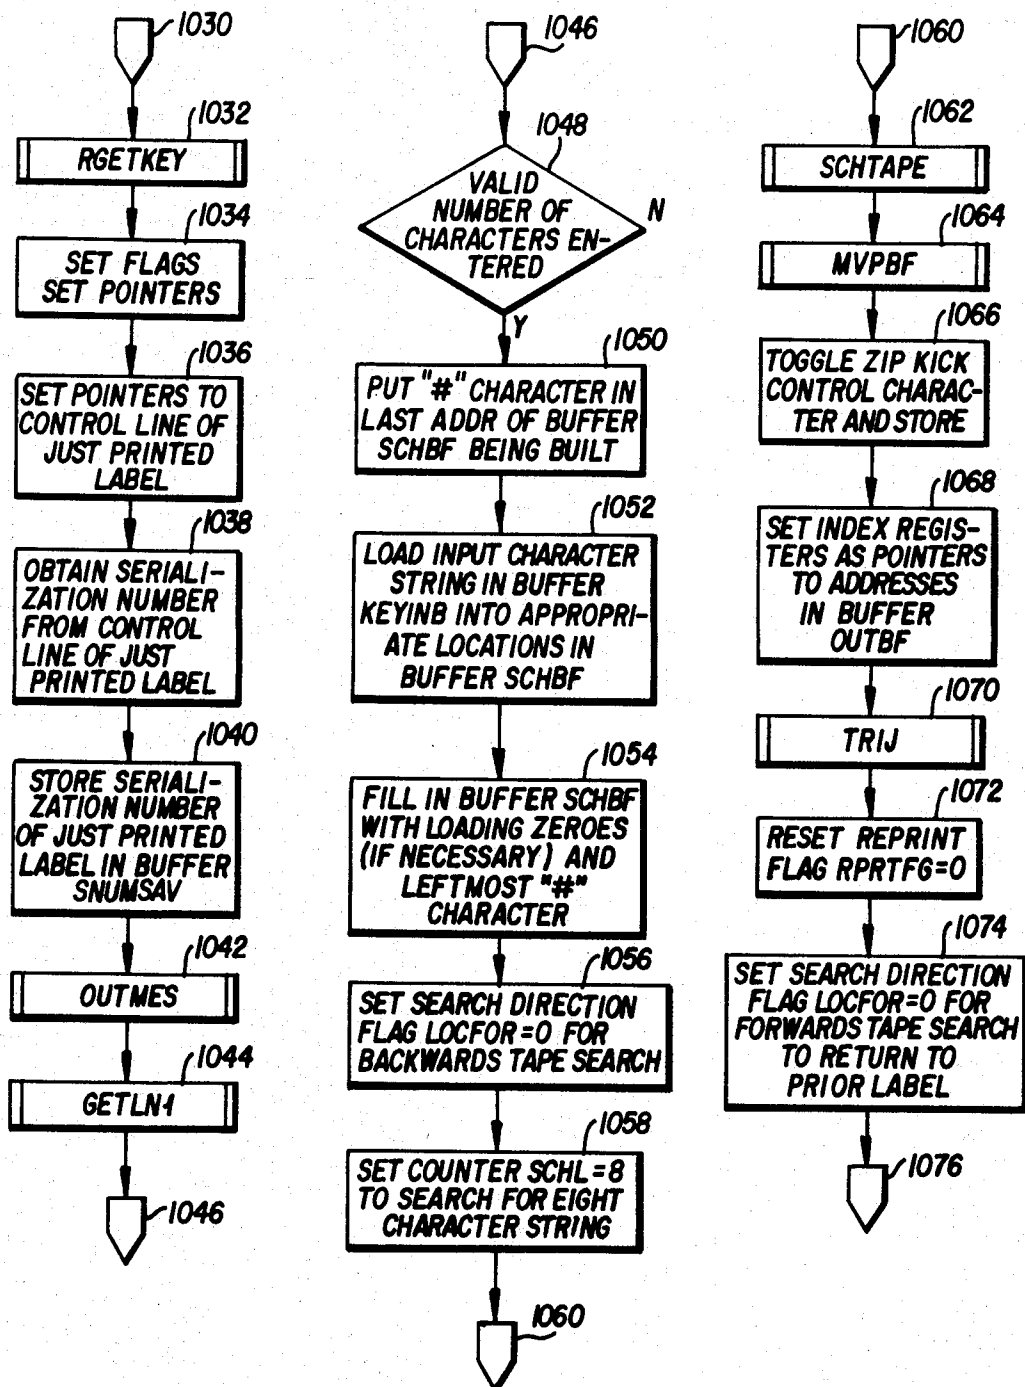 1030
1032
RGETKEY
1034
SET FLAGS
SET POINTERS
1036
SET POINTERS TO
CONTROL LINE OF
JUST PRINTED
LABEL
1038
OBTAIN SERIALI-
ZATION NUMBER
FROM CONTROL
LINE OF JUST
PRINTED LABEL
1040
STORE SERIALI-
ZATION NUMBER
OF JUST PRINTED
LABEL IN BUFFER
SNUMSAV
1042
OUTMES
1044
GETLN1
1046
1046
1048
VALID
NUMBER OF
CHARACTERS EN-
TERED
N
Y
1050
PUT "#" CHARACTER IN
LAST ADDR OF BUFFER
SCHBF BEING BUILT
1052
LOAD INPUT CHARACTER
STRING IN BUFFER
KEYINB INTO APPROPRI-
ATE LOCATIONS IN
BUFFER SCHBF
1054
FILL IN BUFFER SCHBF
WITH LOADING ZEROES
(IF NECESSARY) AND
LEFTMOST "#"
CHARACTER
1056
SET SEARCH DIRECTION
FLAG LOCFOR=0 FOR
BACKWARDS TAPE SEARCH
1058
SET COUNTER SCHL=8
TO SEARCH FOR EIGHT
CHARACTER STRING
1060
1060
1062
SCHTAPE
1064
MVPBF
1066
TOGGLE ZIP KICK
CONTROL CHARAC-
TER AND STORE
1068
SET INDEX REGIS-
TERS AS POINTERS
TO ADDRESSES
IN BUFFER
OUTBF
1070
TRIJ
1072
RESET REPRINT
FLAG RPRTFG=0
1074
SET SEARCH DIRECTION
FLAG LOCFOR=0 FOR
FORWARDS TAPE SEARCH
TO RETURN TO
PRIOR LABEL
1076